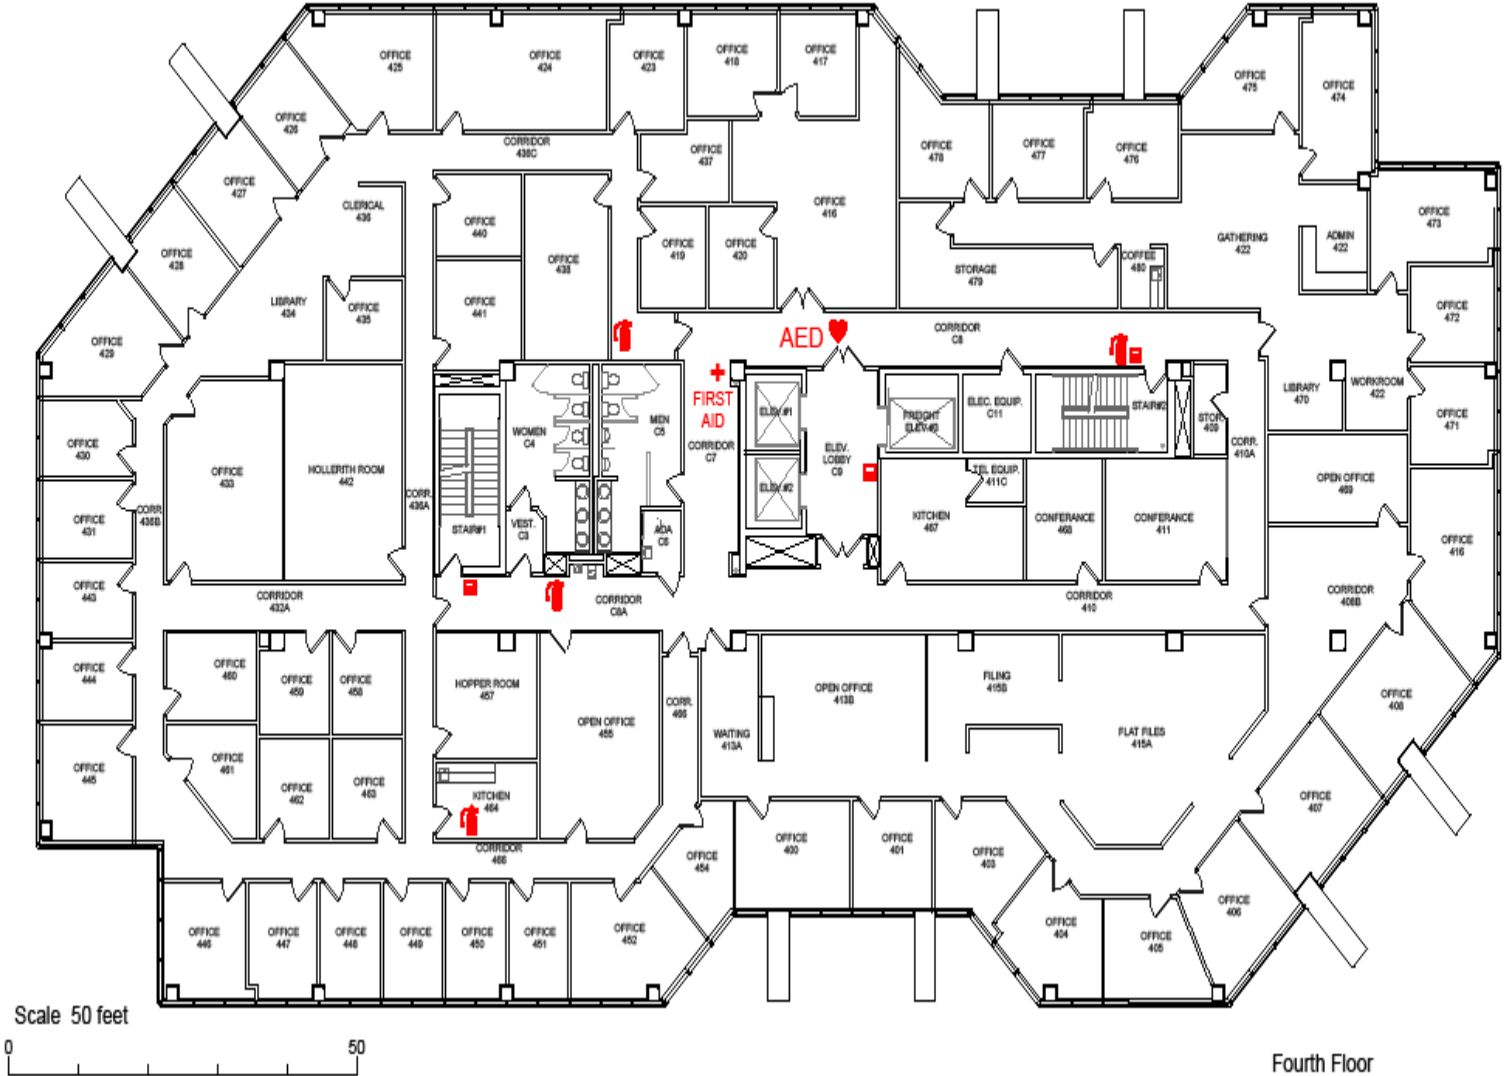 OFFICE
425
OFFICE
424
OFFICE
423
OFFICE
418
OFFICE
417
OFFICE
475
OFFICE
474
OFFICE
426
CORRIDOR
436C
OFFICE
437
OFFICE
478
OFFICE
477
OFFICE
476
OFFICE
427
CLERICAL
436
OFFICE
440
OFFICE
438
OFFICE
419
OFFICE
420
OFFICE
416
GATHERING
422
ADMIN
422
OFFICE
473
OFFICE
428
LIBRARY
434
OFFICE
435
OFFICE
441
STORAGE
479
COFFEE
480
OFFICE
472
OFFICE
429
AED
CORRIDOR
C8
FIRST
AID
CORRIDOR
C7
ELEV.#1
ELEV.#2
ELEV.
LOBBY
C9
FREIGHT
ELEV.#3
ELEC. EQUIP.
C11
STAIR#2
STOR.
409
CORR.
410A
LIBRARY
470
WORKROOM
422
OFFICE
471
OFFICE
430
OFFICE
433
HOLLERITH ROOM
442
CORR.
436A
WOMEN
C4
MEN
C5
OPEN OFFICE
469
OFFICE
431
CORR.
436B
STAIR#1
VEST.
C3
ADA
C6
KITCHEN
467
TEL EQUIP.
411C
CONFERANCE
468
CONFERANCE
411
OFFICE
416
OFFICE
443
CORRIDOR
432A
CORRIDOR
C8A
CORRIDOR
410
CORRIDOR
408B
OFFICE
444
OFFICE
460
OFFICE
459
OFFICE
458
HOPPER ROOM
457
OPEN OFFICE
455
CORR.
466
WAITING
413A
OPEN OFFICE
413B
FILING
415B
FLAT FILES
415A
OFFICE
408
OFFICE
445
OFFICE
461
OFFICE
462
OFFICE
463
KITCHEN
464
CORRIDOR
466
OFFICE
454
OFFICE
400
OFFICE
401
OFFICE
403
OFFICE
407
OFFICE
446
OFFICE
447
OFFICE
448
OFFICE
449
OFFICE
450
OFFICE
451
OFFICE
452
OFFICE
404
OFFICE
405
OFFICE
406
Scale 50 feet
0
50
Fourth Floor